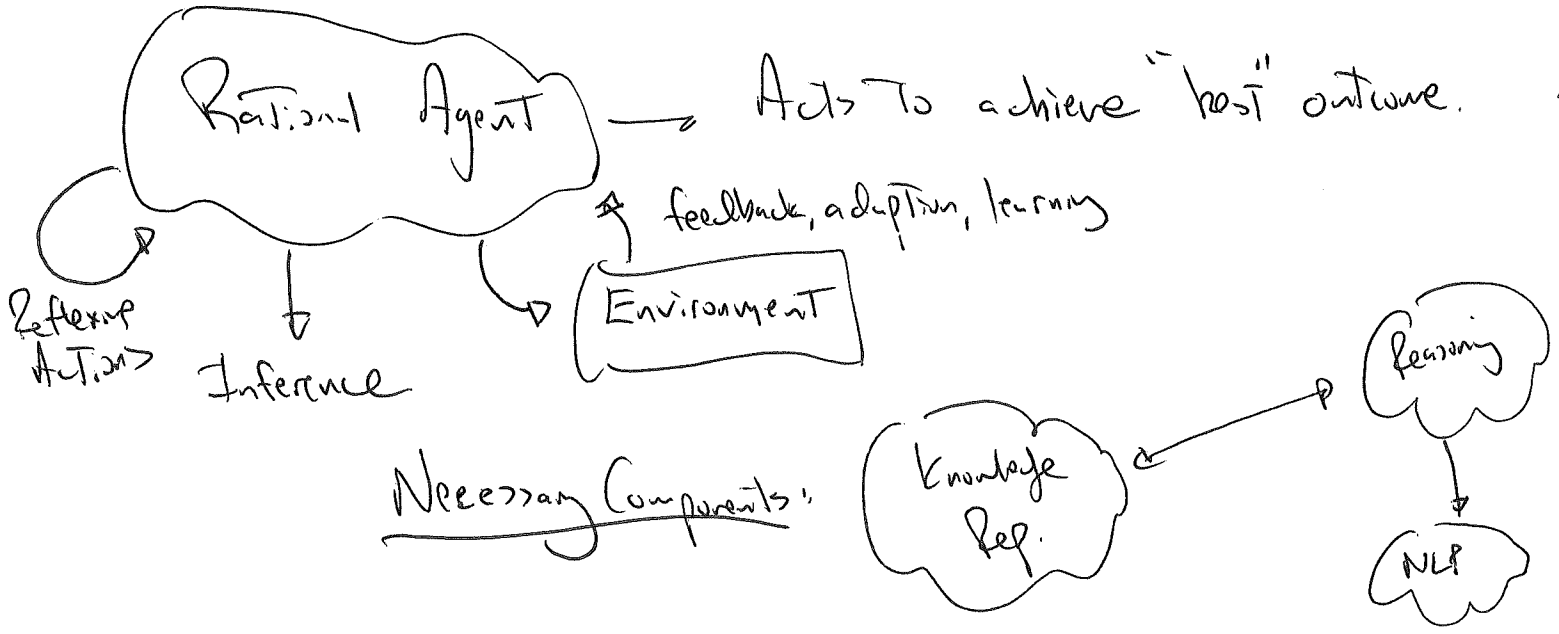 Rational Agent
Acts To achieve "best" outcome.
feedback, adaption, learning
Environment
Reflexive
Actions
Inference
Reasoning
Necessary Components:
Knowledge
Rep.
NLP